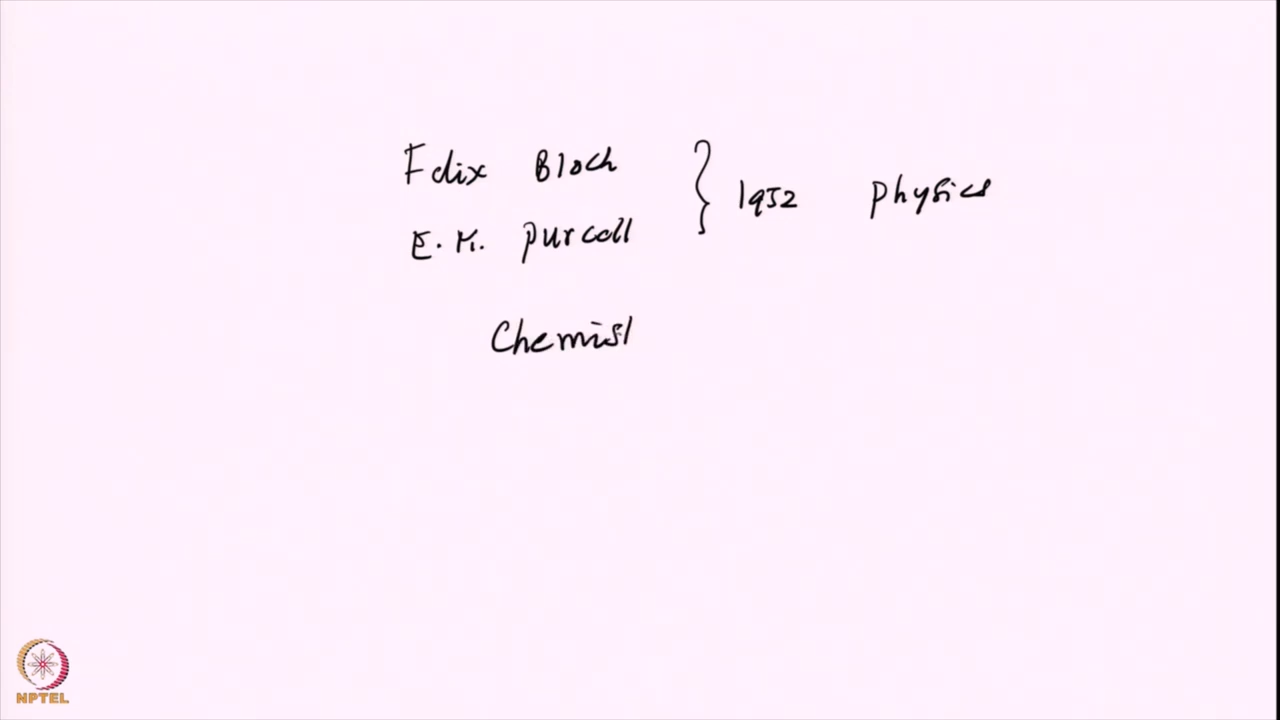 Felix Bloch
E. M. Purcell
} 1952 Physics
Chemist
NPTEL